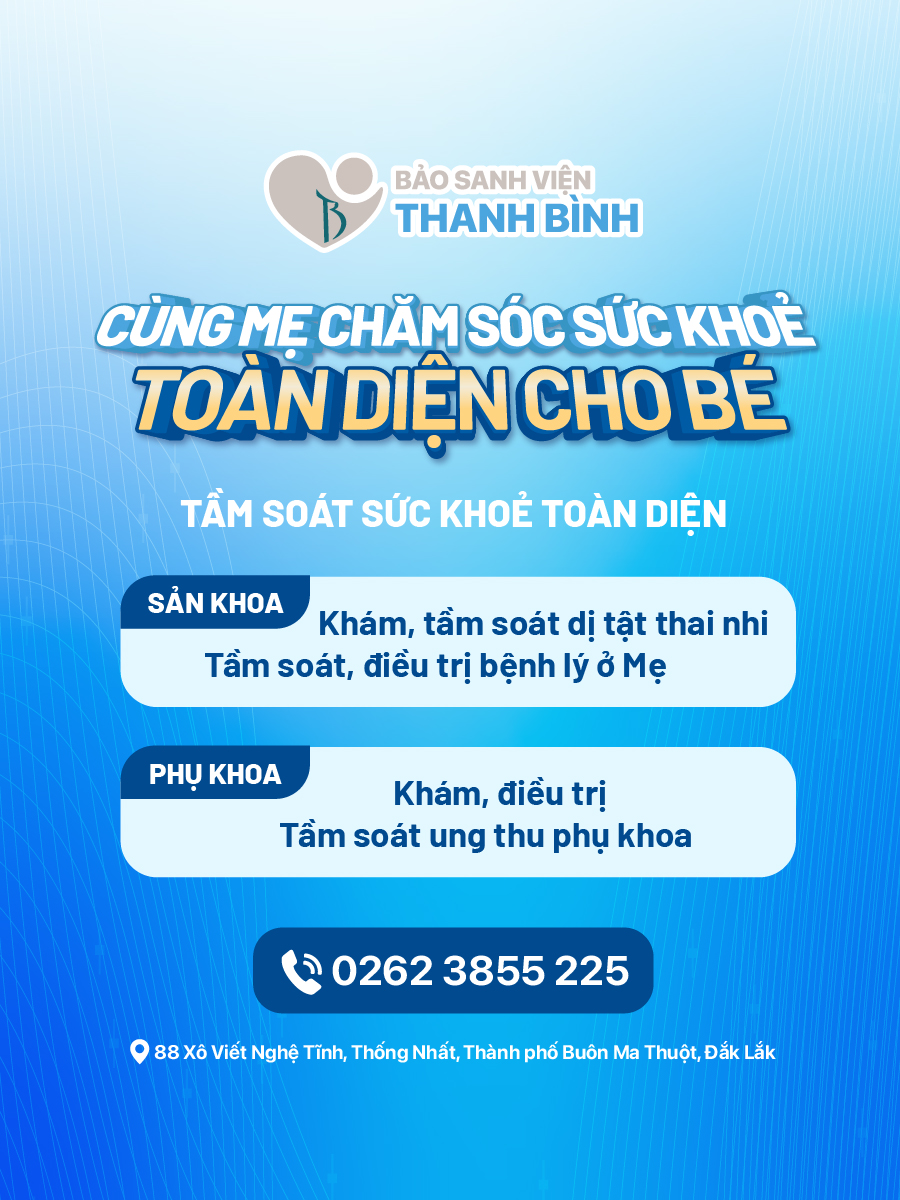 BẢO SANH VIỆN
THANH BÌNH
CÙNG MẸ CHĂM SÓC SỨC KHOẺ
TOÀN DIỆN CHO BÉ
TẦM SOÁT SỨC KHOẺ TOÀN DIỆN
SẢN KHOA
Khám, tầm soát dị tật thai nhi
Tầm soát, điều trị bệnh lý ở Mẹ
PHỤ KHOA
Khám, điều trị
Tầm soát ung thu phụ khoa
0262 3855 225
88 Xô Viết Nghệ Tĩnh, Thống Nhất, Thành phố Buôn Ma Thuột, Đắk Lắk